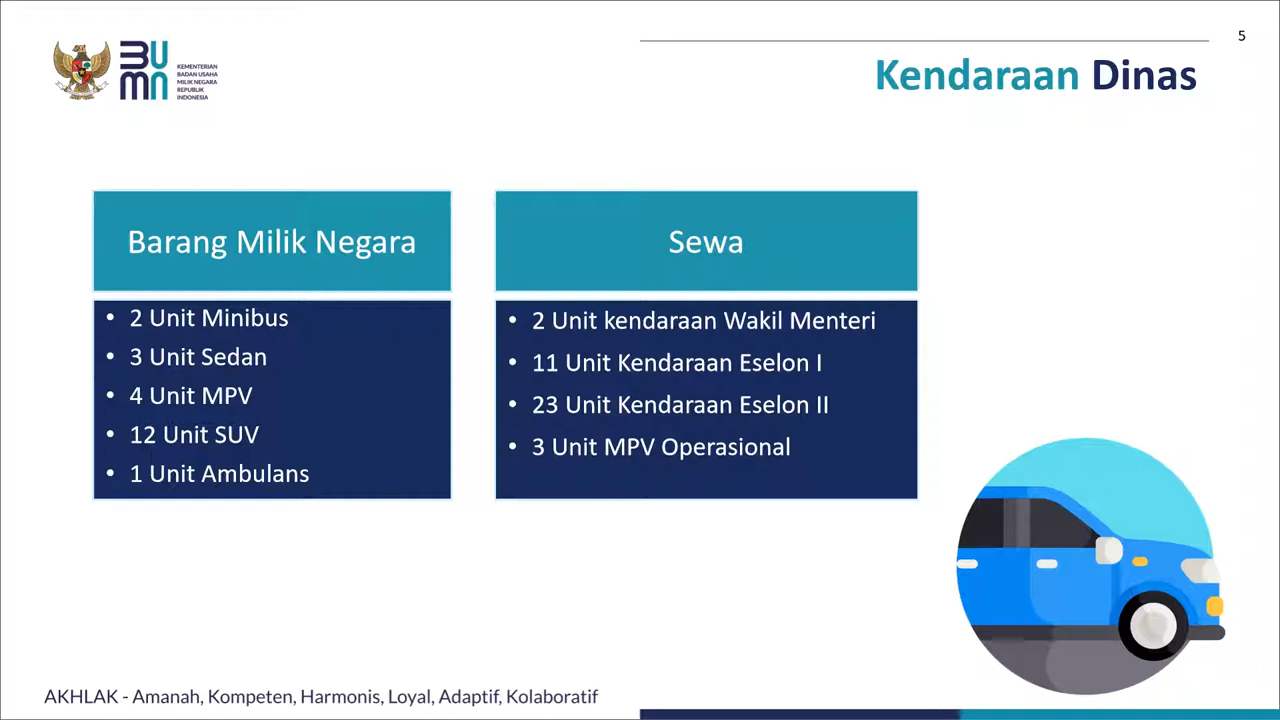 5
BUMN
KEMENTERIAN
BADAN USAHA
MILIK NEGARA
REPUBLIK
INDONESIA
Kendaraan Dinas
Barang Milik Negara
• 2 Unit Minibus
• 3 Unit Sedan
• 4 Unit MPV
• 12 Unit SUV
• 1 Unit Ambulans
Sewa
• 2 Unit kendaraan Wakil Menteri
• 11 Unit Kendaraan Eselon I
• 23 Unit Kendaraan Eselon II
• 3 Unit MPV Operasional
AKHLAK - Amanah, Kompeten, Harmonis, Loyal, Adaptif, Kolaboratif